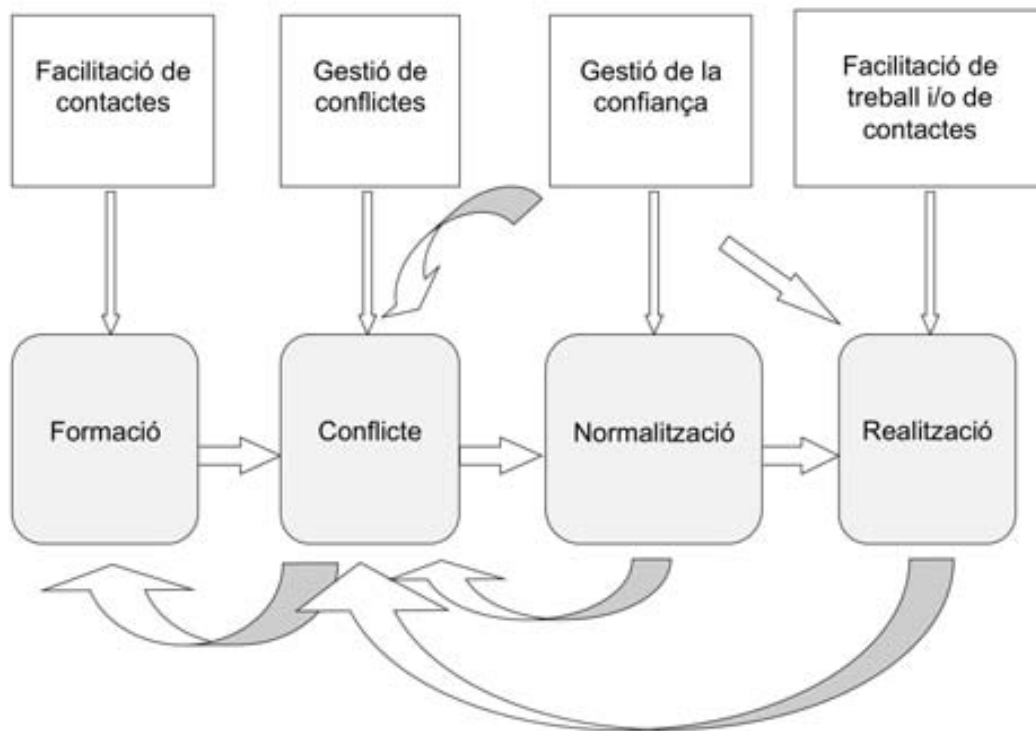 Facilitació de
contactes
Gestió de
conflictes
Gestió de la
confiança
Facilitació de
treball i/o de
contactes
Formació
Conflicte
Normalització
Realització